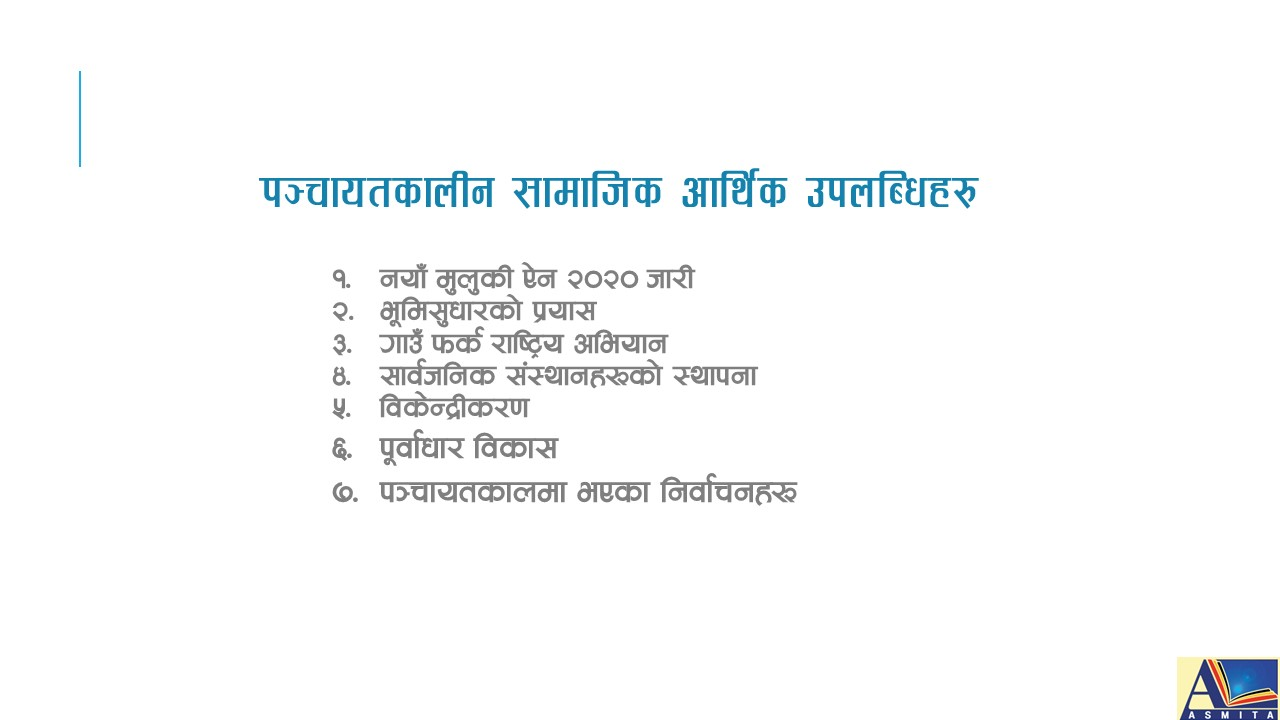 पञ्चायतकालीन सामाजिक आर्थिक उपलब्धिहरु
१. नयाँ मुलुकी ऐन २०२० जारी
२. भूमिसुधारको प्रयास
३. गाउँ फर्क राष्ट्रिय अभियान
४. सार्वजनिक संस्थानहरूको स्थापना
५. विकेन्द्रीकरण
६. पूर्वाधार विकास
७. पञ्चायतकालमा भएका निर्वाचनहरू
ASMITA